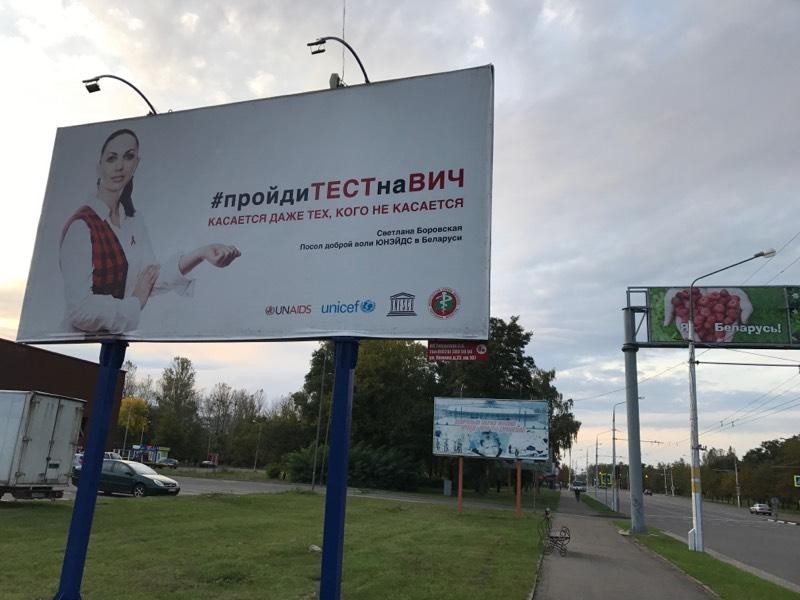 #пройдиТЕСТнаВИЧ
КАСАЕТСЯ ДАЖЕ ТЕХ, КОГО НЕ КАСАЕТСЯ
Светлана Боровская
Посол доброй воли ЮНЭЙДС в Беларуси
UNAIDS unicef
Я Беларусь!